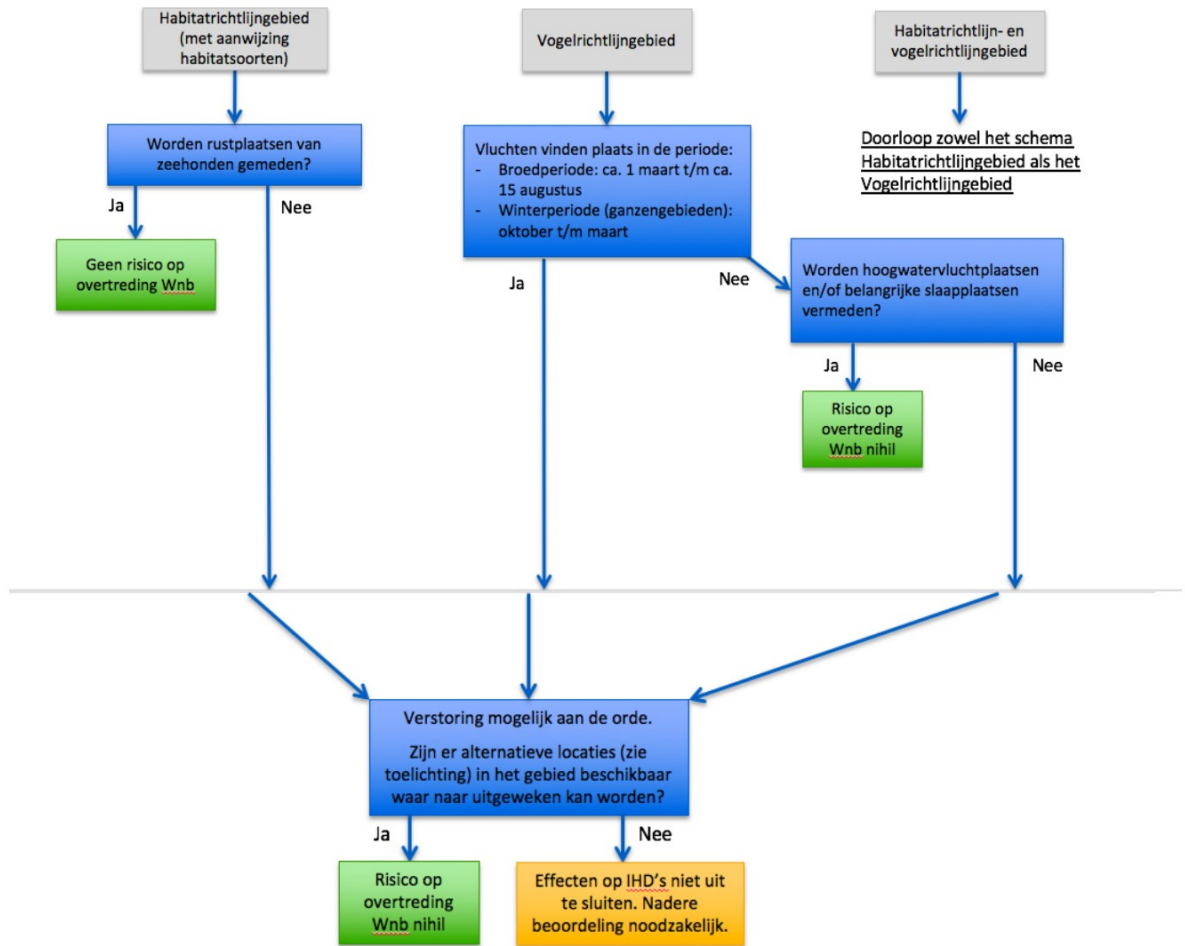 Habitatrichtlijngebied
(met aanwijzing
habitatsoorten)
Vogelrichtlijngebied
Habitatrichtlijn- en
vogelrichtlijngebied
Worden rustplaatsen van
zeehonden gemeden?
Vluchten vinden plaats in de periode:
- Broedperiode: ca. 1 maart t/m ca.
15 augustus
- Winterperiode (ganzengebieden):
oktober t/m maart
Doorloop zowel het schema
Habitatrichtlijngebied als het
Vogelrichtlijngebied
Ja
Nee
Geen risico op
overtreding Wnb
Ja
Nee
Worden hoogwatervluchtplaatsen
en/of belangrijke slaapplaatsen
vermeden?
Ja
Nee
Risico op
overtreding
Wnb nihil
Verstoring mogelijk aan de orde.
Zijn er alternatieve locaties (zie
toelichting) in het gebied beschikbaar
waar naar uitgeweken kan worden?
Ja
Nee
Risico op
overtreding
Wnb nihil
Effecten op IHD's niet uit
te sluiten. Nadere
beoordeling noodzakelijk.